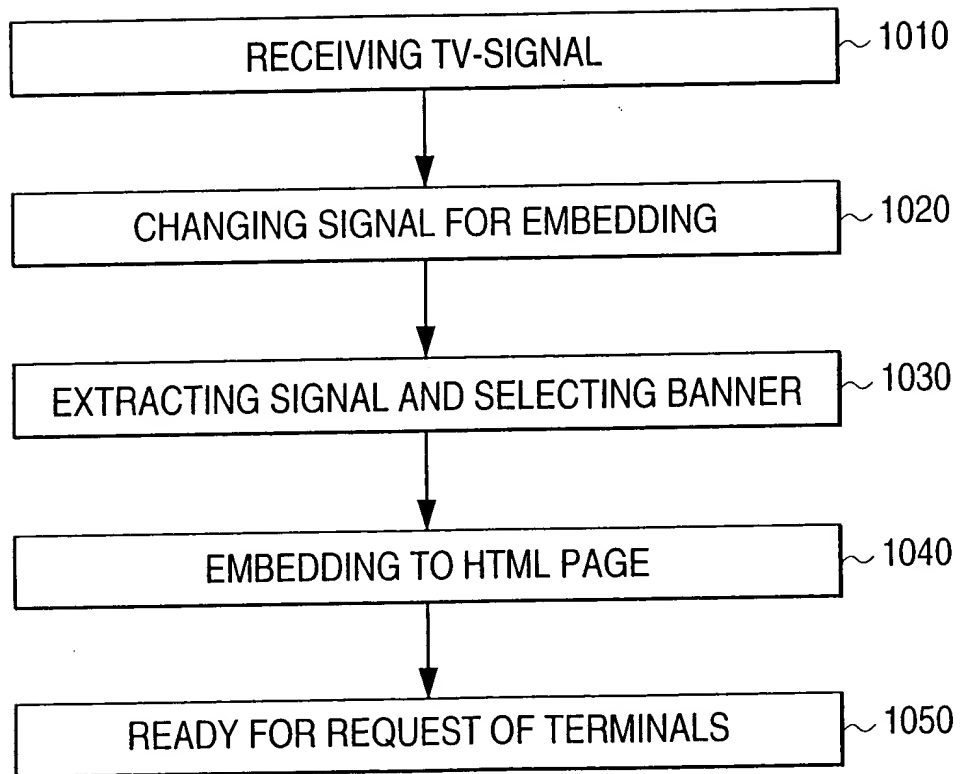 RECEIVING TV-SIGNAL
1010
CHANGING SIGNAL FOR EMBEDDING
1020
EXTRACTING SIGNAL AND SELECTING BANNER
1030
EMBEDDING TO HTML PAGE
1040
READY FOR REQUEST OF TERMINALS
1050